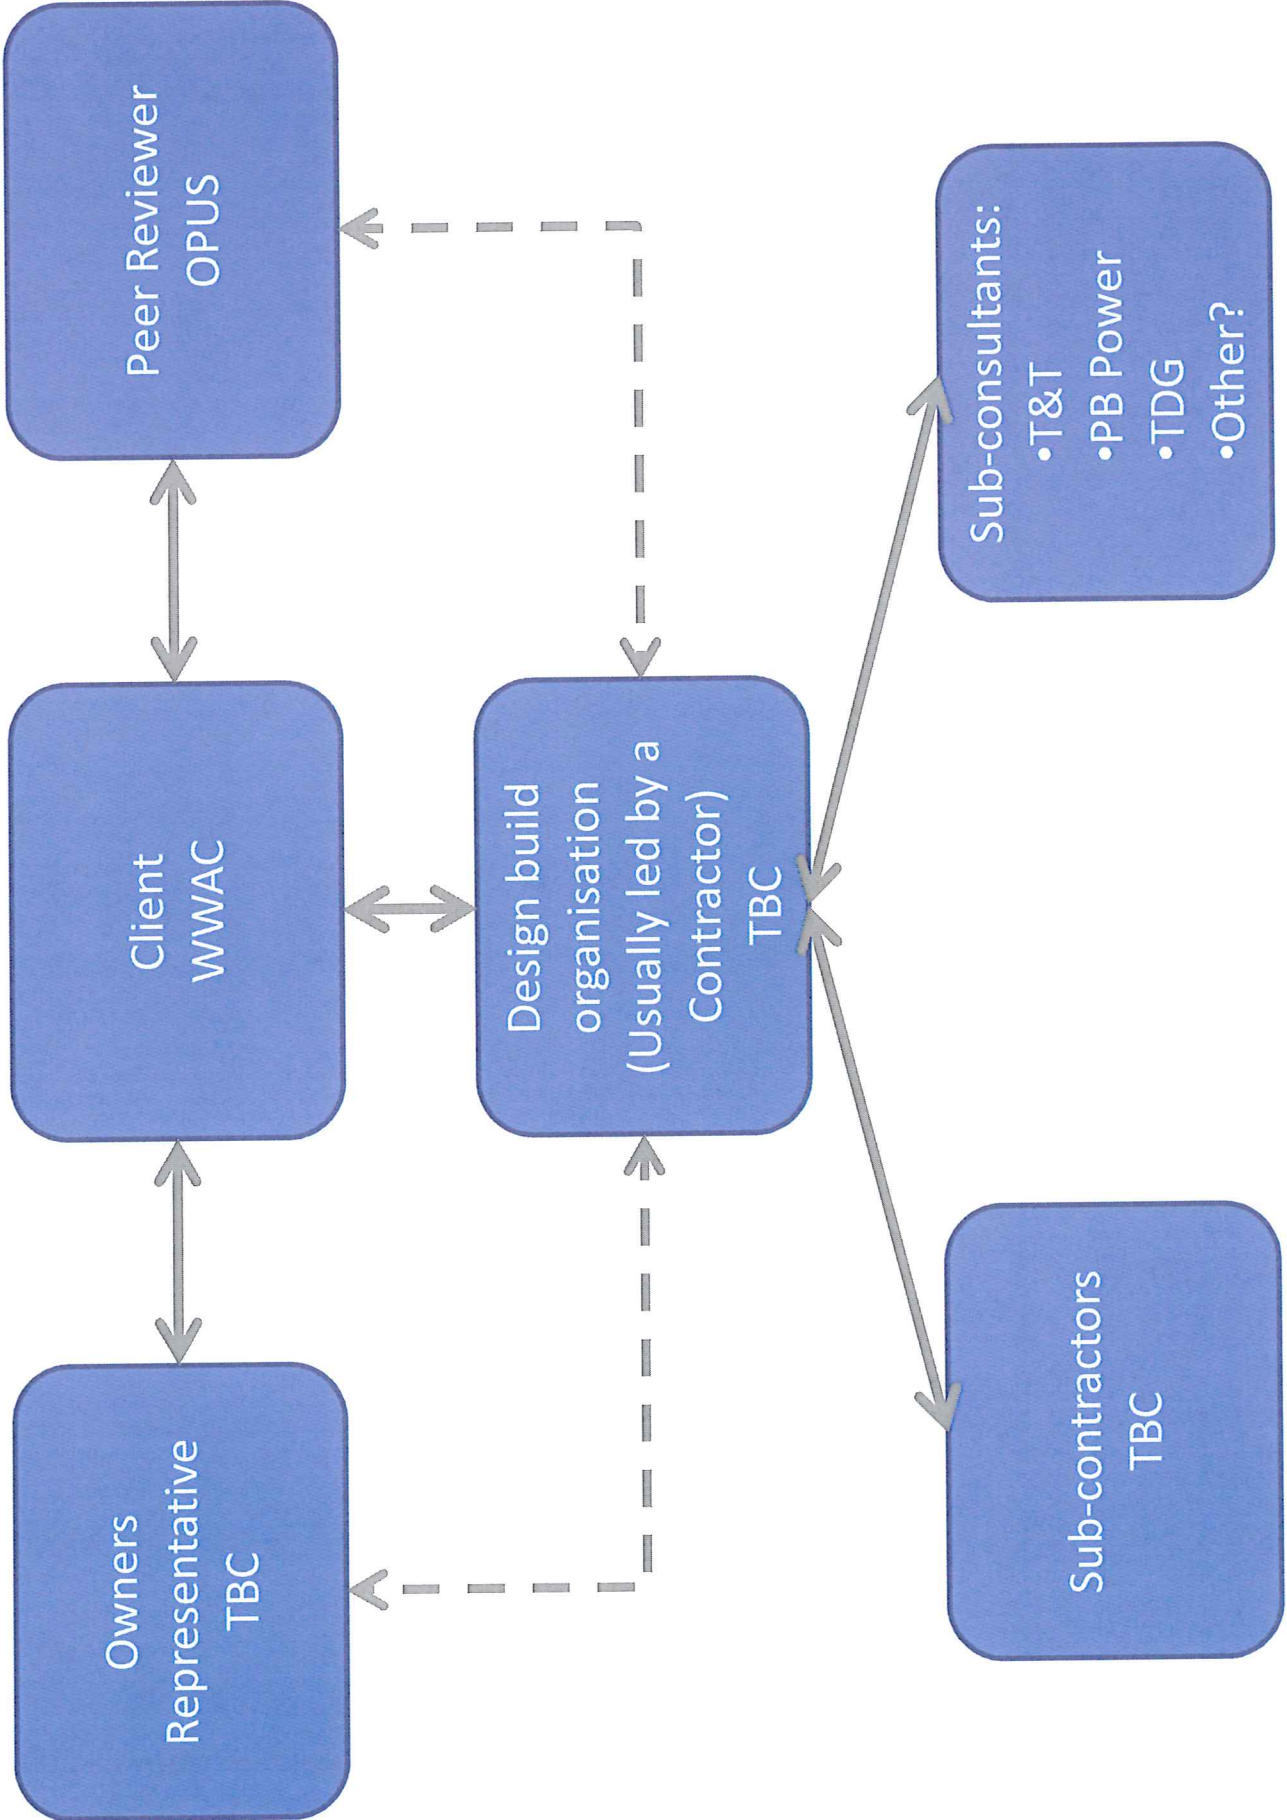 Owners
Representative
TBC
Client
WWAC
Peer Reviewer
OPUS
Design build
organisation
(Usually led by a
Contractor)
TBC
Sub-contractors
TBC
Sub-consultants:
•T&T
•PB Power
•TDG
•Other?